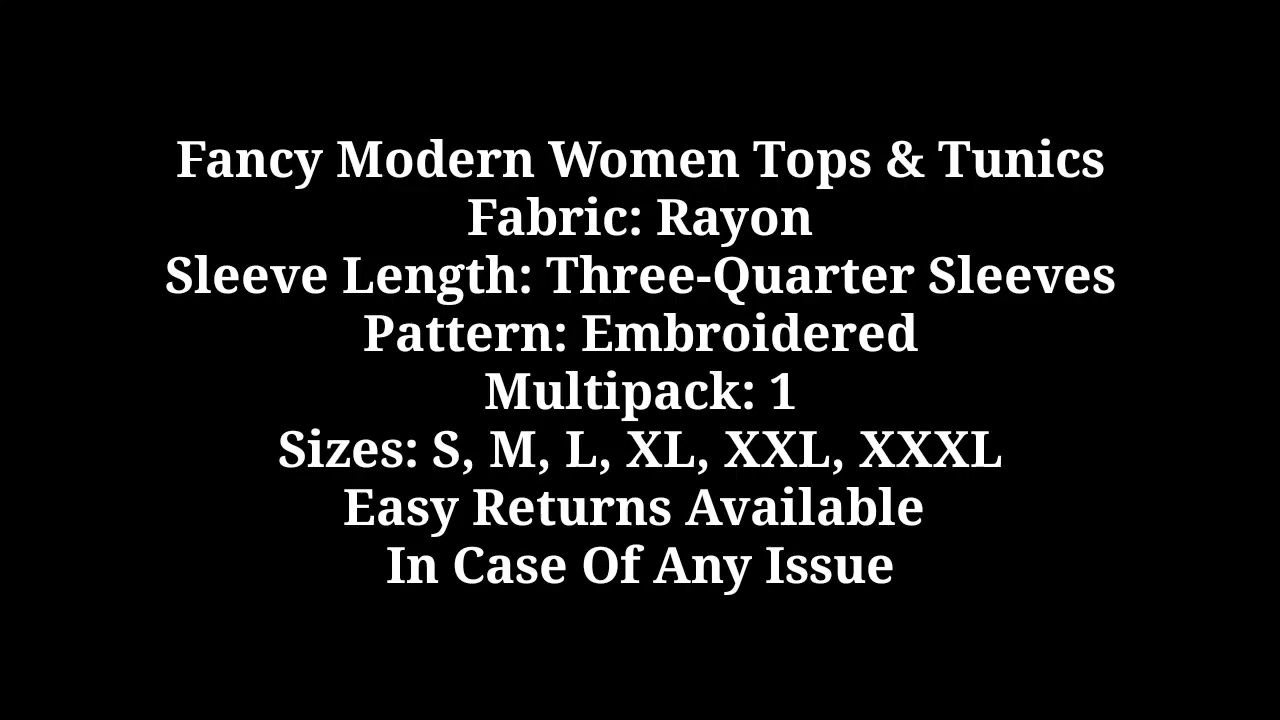 Fancy Modern Women Tops & Tunics
Fabric: Rayon
Sleeve Length: Three-Quarter Sleeves
Pattern: Embroidered
Multipack: 1
Sizes: S, M, L, XL, XXL, XXXL
Easy Returns Available
In Case Of Any Issue